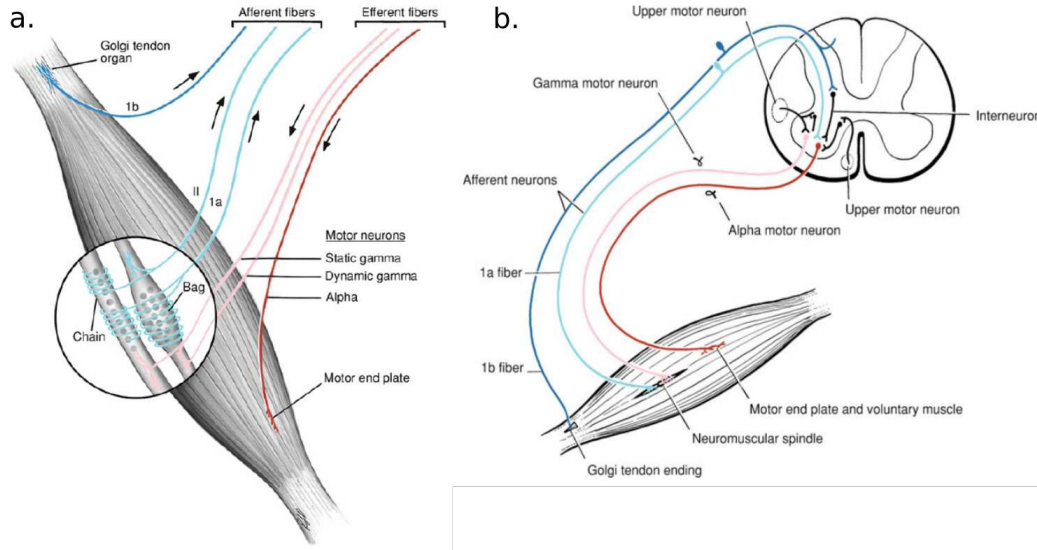 a.
Afferent fibers
Efferent fibers
Golgi tendon
organ
1b
II
1a
Motor neurons
Static gamma
Dynamic gamma
Alpha
Bag
Chain
Motor end plate
b.
Upper motor neuron
Gamma motor neuron
Interneuron
Afferent neurons
Upper motor neuron
Alpha motor neuron
1a fiber
1b fiber
Motor end plate and voluntary muscle
Neuromuscular spindle
Golgi tendon ending